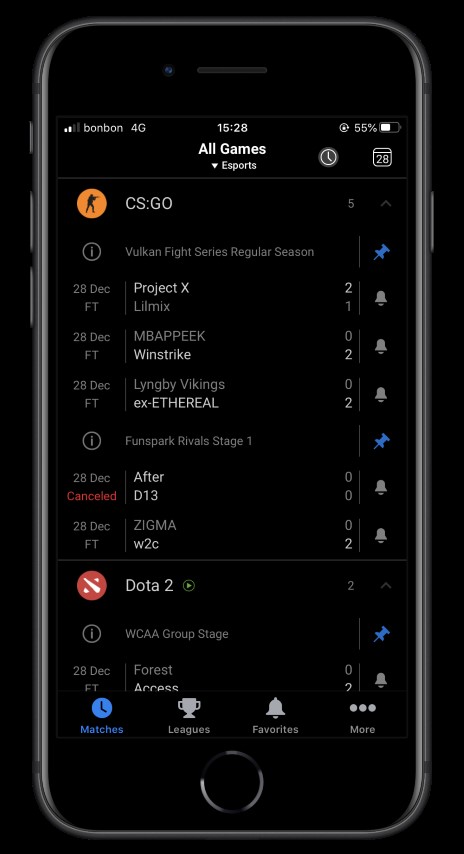 bonbon 4G 15:28 55%
All Games
▼ Esports
28
CS:GO 5
Vulkan Fight Series Regular Season
28 Dec Project X 2
FT Lilmix 1
28 Dec MBAPPEEK 0
FT Winstrike 2
28 Dec Lyngby Vikings 0
FT ex-ETHEREAL 2
Funspark Rivals Stage 1
28 Dec After 0
Canceled D13 0
28 Dec ZIGMA 0
FT w2c 2
Dota 2 2
WCAA Group Stage
28 Dec Forest 0
FT Access 2
Matches Leagues Favorites More